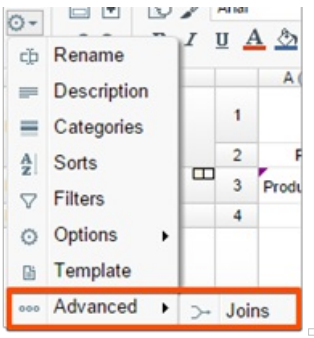 Arial
I U A
Rename
A (
Description
1
Categories
2
Sorts
3 Produ
Filters
4
Options
Template
Advanced
Joins